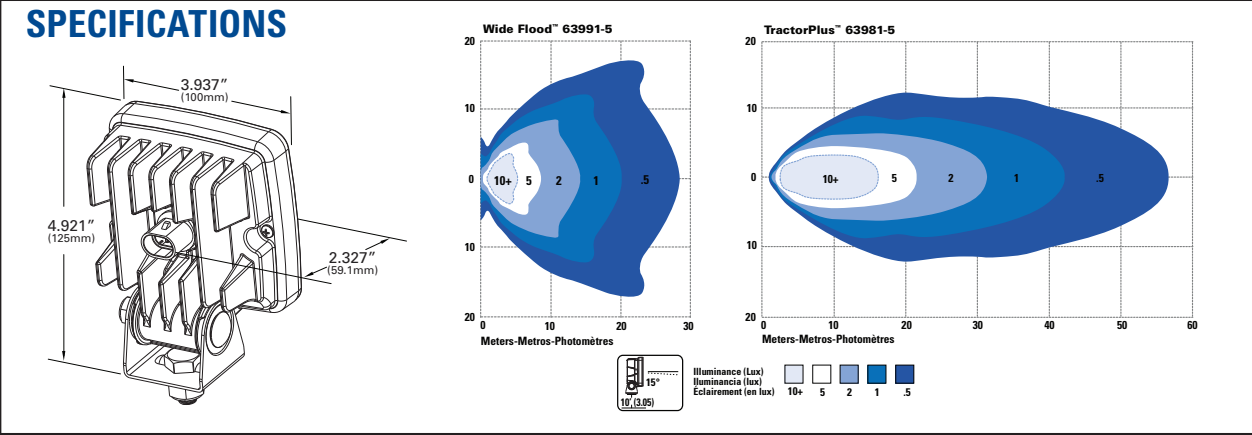 SPECIFICATIONS
3.937″
(100mm)
4.921″
(125mm)
2.327″
(59.1mm)
Wide Flood™ 63991-5
20
10
0
10
20
10+ 5 2 1 .5
0 10 20 30
Meters-Metros-Photomètres
TractorPlus™ 63981-5
20
10
0
10
20
10+ 5 2 1 .5
0 10 20 30 40 50 60
Meters-Metros-Photomètres
15°
10' (3.05)
Illuminance (Lux)
Iluminancia (lux)
Éclairement (en lux)
10+ 5 2 1 .5